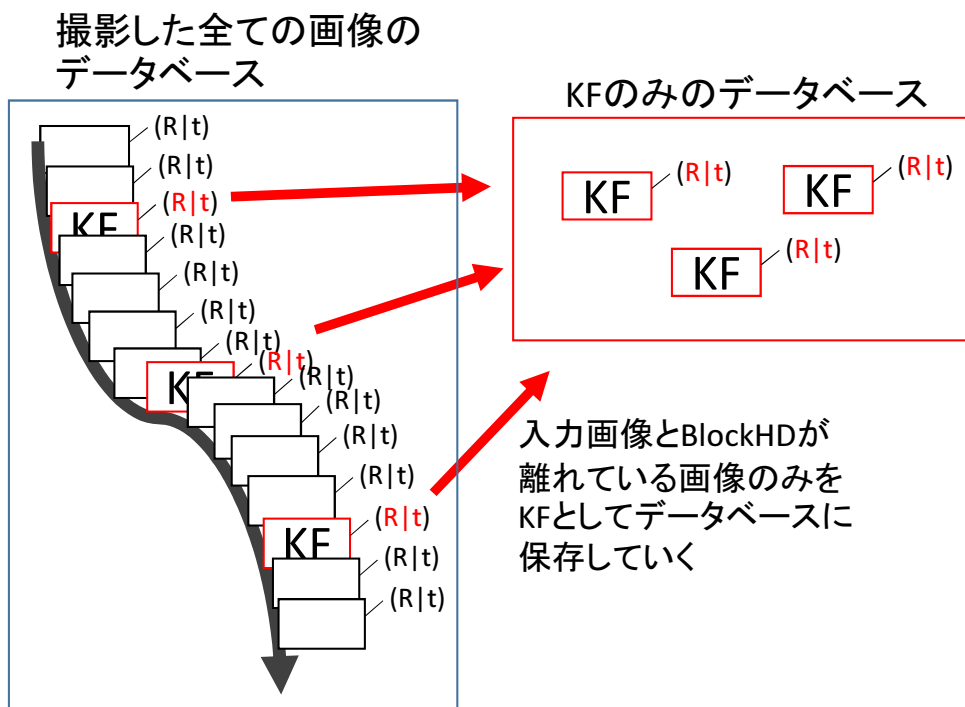 撮影した全ての画像の
データベース
(R|t)
(R|t)
(R|t)
KF
(R|t)
(R|t)
(R|t)
(R|t)
(R|t)
KF
(R|t)
(R|t)
(R|t)
(R|t)
(R|t)
KF
(R|t)
(R|t)
KFのみのデータベース
KF
(R|t)
KF
(R|t)
KF
(R|t)
入力画像とBlockHDが
離れている画像のみを
KFとしてデータベースに
保存していく